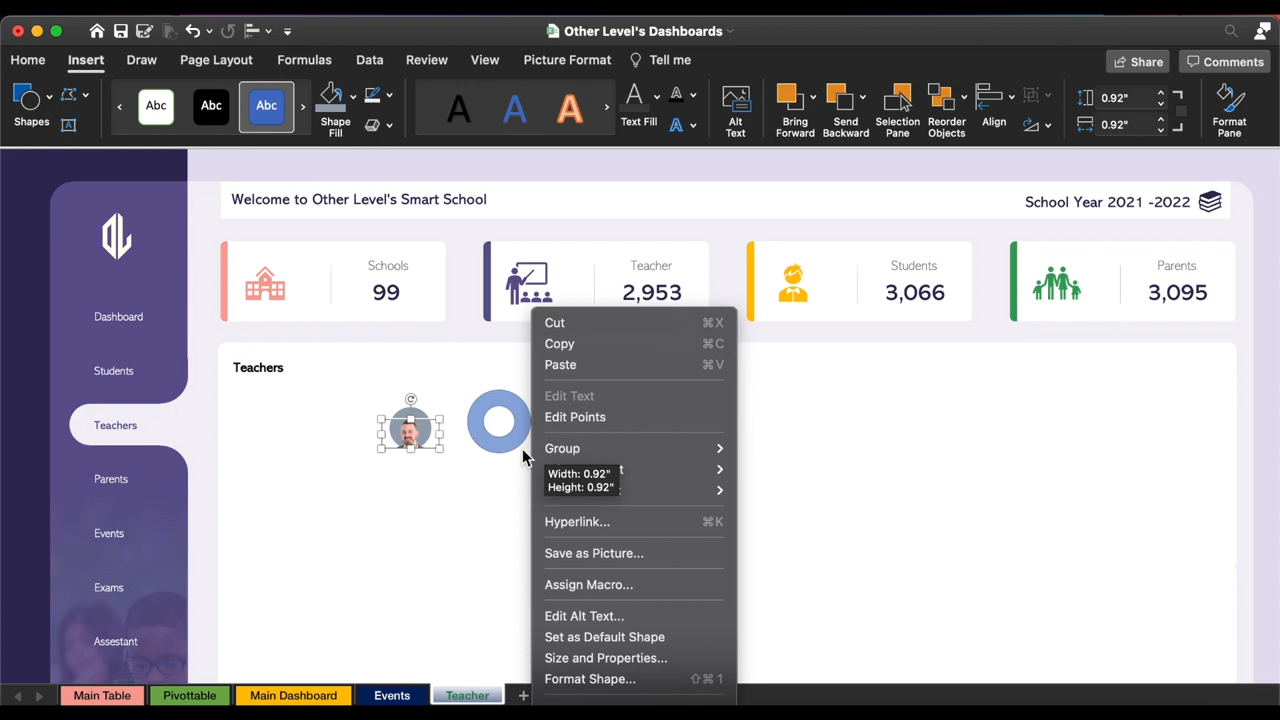 Other Level's Dashboards
Home Insert Draw Page Layout Formulas Data Review View Picture Format Tell me Share Comments
Abc Abc Abc A A A
Shapes Shape Fill Text Fill Alt Text Bring Forward Send Backward Selection Pane Reorder Objects Align 0.92" 0.92" Format Pane
Welcome to Other Level's Smart School School Year 2021 -2022
Schools Teacher Students Parents
99 2,953 3,066 3,095
Dashboard
Students
Teachers
Parents
Events
Exams
Assestant
Teachers
Cut ⌘X
Copy ⌘C
Paste ⌘V
Edit Text
Edit Points
Group
Width: 0.92"
Height: 0.92"
Hyperlink... ⌘K
Save as Picture...
Assign Macro...
Edit Alt Text...
Set as Default Shape
Size and Properties...
Format Shape... ⇧⌘1
Main Table Pivottable Main Dashboard Events Teacher +